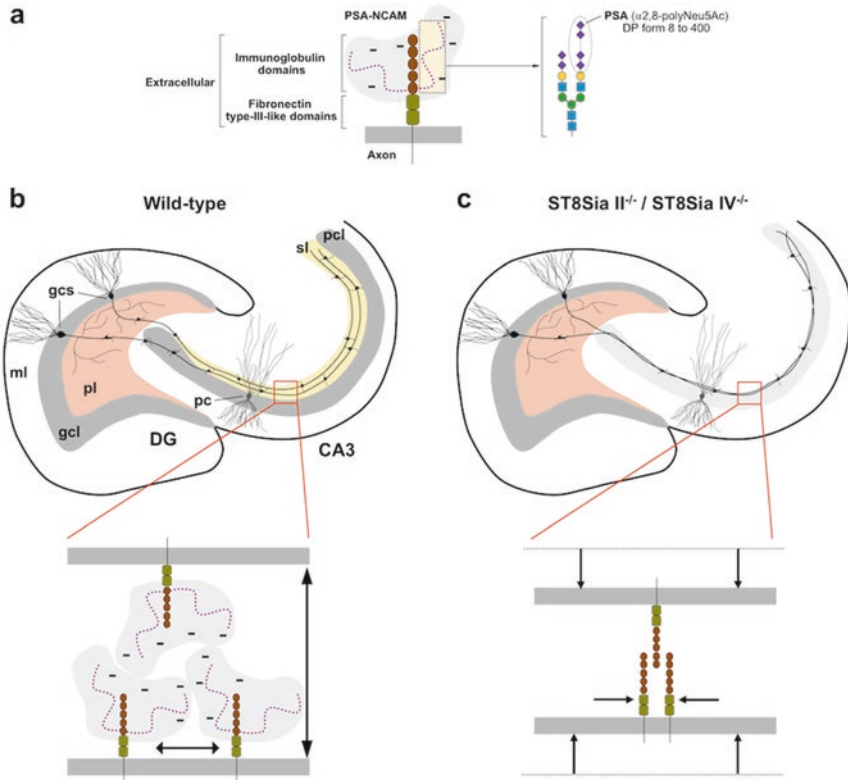 a
PSA-NCAM
PSA (α2,8-polyNeu5Ac)
DP form 8 to 400
Immunoglobulin
domains
Extracellular
Fibronectin
type-III-like domains
Axon
b
Wild-type
c
ST8Sia II-/- / ST8Sia IV-/-
pcl
sl
gcs
ml
pl
pc
gcl
DG
CA3